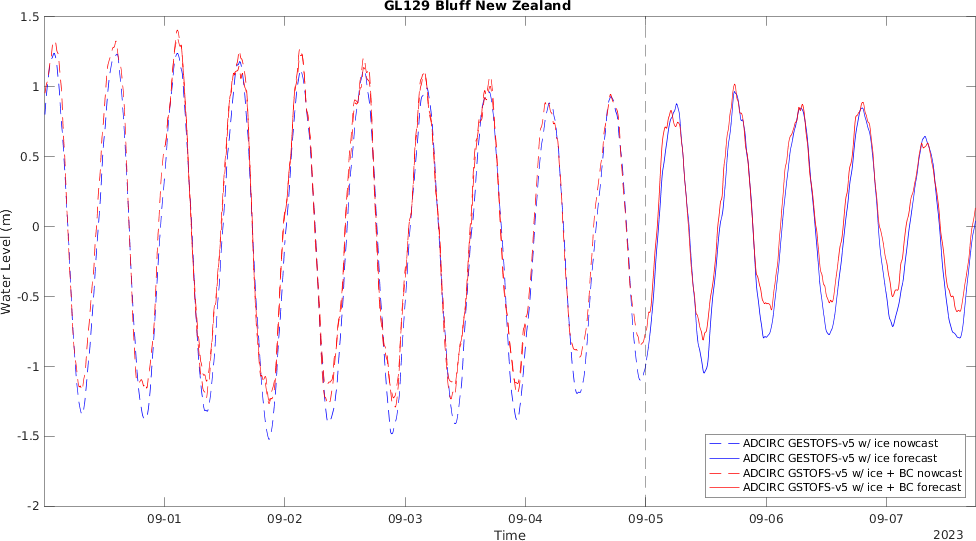 GL129 Bluff New Zealand
1.5
1
0.5
0
-0.5
-1
-1.5
-2
Water Level (m)
09-01
09-02
09-03
09-04
09-05
09-06
09-07
Time
2023
ADCIRC GESTOFS-v5 w/ ice nowcast
ADCIRC GESTOFS-v5 w/ ice forecast
ADCIRC GSTOFS-v5 w/ ice + BC nowcast
ADCIRC GSTOFS-v5 w/ ice + BC forecast